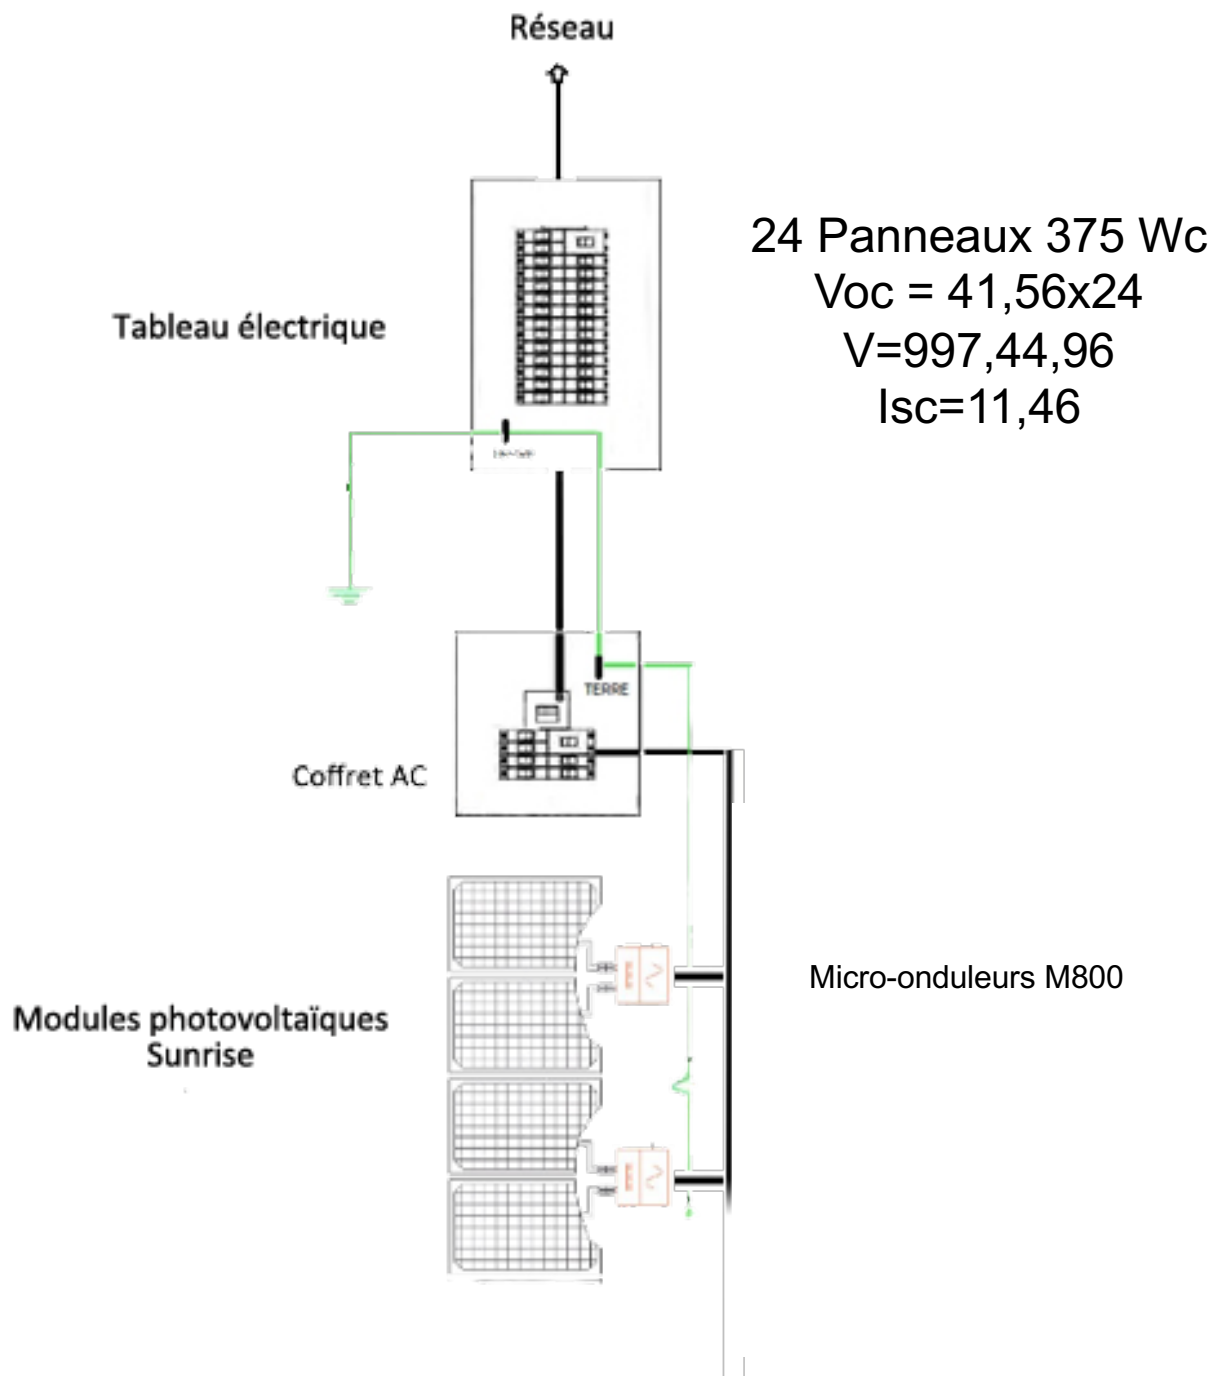 Réseau
24 Panneaux 375 Wc
Voc = 41,56x24
V=997,44,96
Isc=11,46
Tableau électrique
TERRE
Coffret AC
Micro-onduleurs M800
Modules photovoltaïques
Sunrise